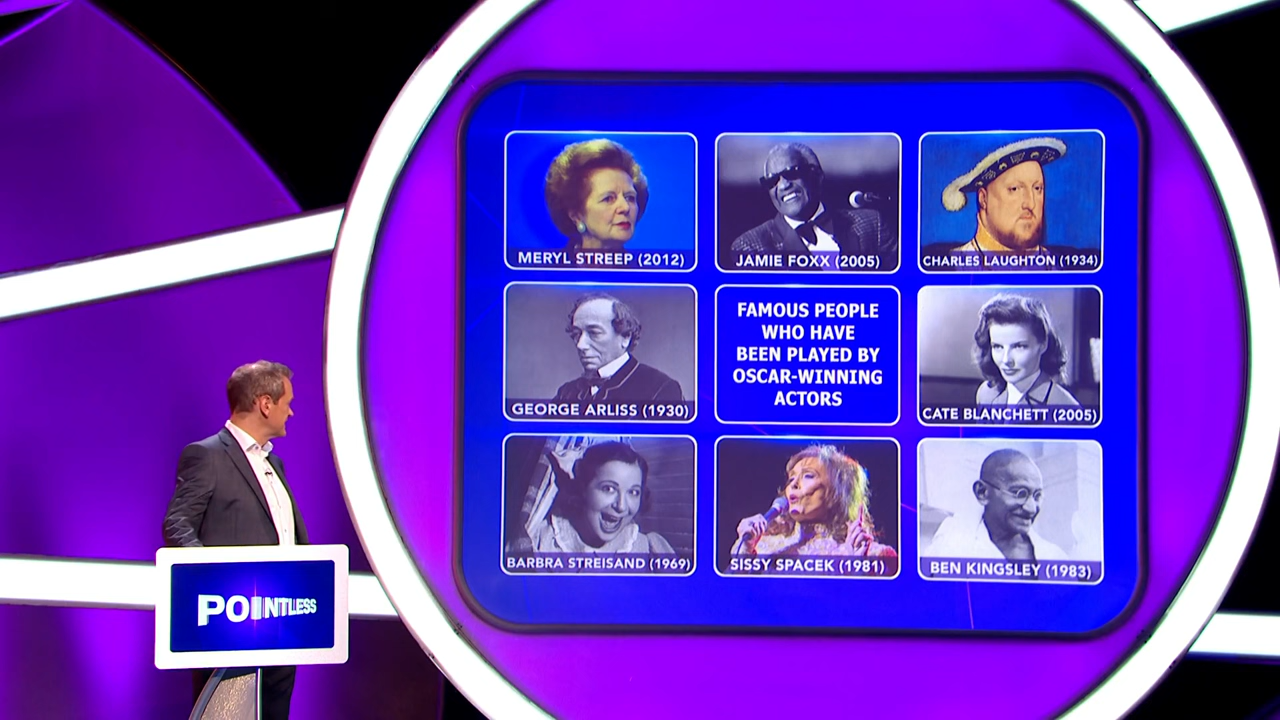 MERYL STREEP (2012)
JAMIE FOXX (2005)
CHARLES LAUGHTON (1934)
GEORGE ARLISS (1930)
FAMOUS PEOPLE
WHO HAVE
BEEN PLAYED BY
OSCAR-WINNING
ACTORS
CATE BLANCHETT (2005)
BARBRA STREISAND (1969)
SISSY SPACEK (1981)
BEN KINGSLEY (1983)
POINTLESS